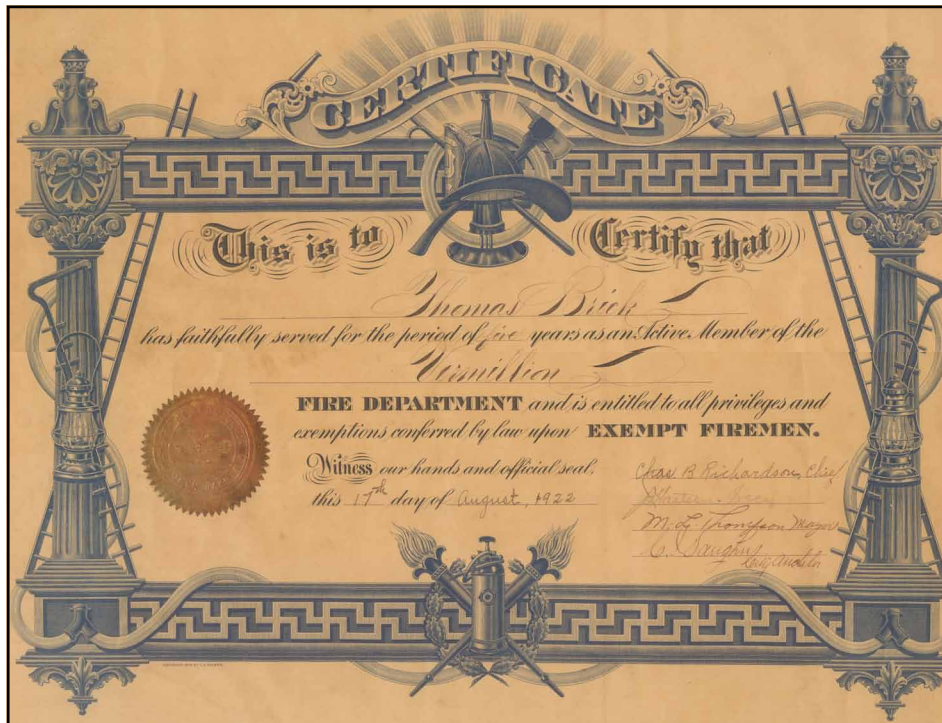 CERTIFICATE
This is to Certify that
Thomas Brick
has faithfully served for the period of five years as an Active Member of the
Vermillion
FIRE DEPARTMENT and is entitled to all privileges and
exemptions conferred by law upon EXEMPT FIREMEN.
Witness our hands and official seal,
this 17th day of August, 1922
Chas B Richardson, Chief
M. L. Thompson Mayor